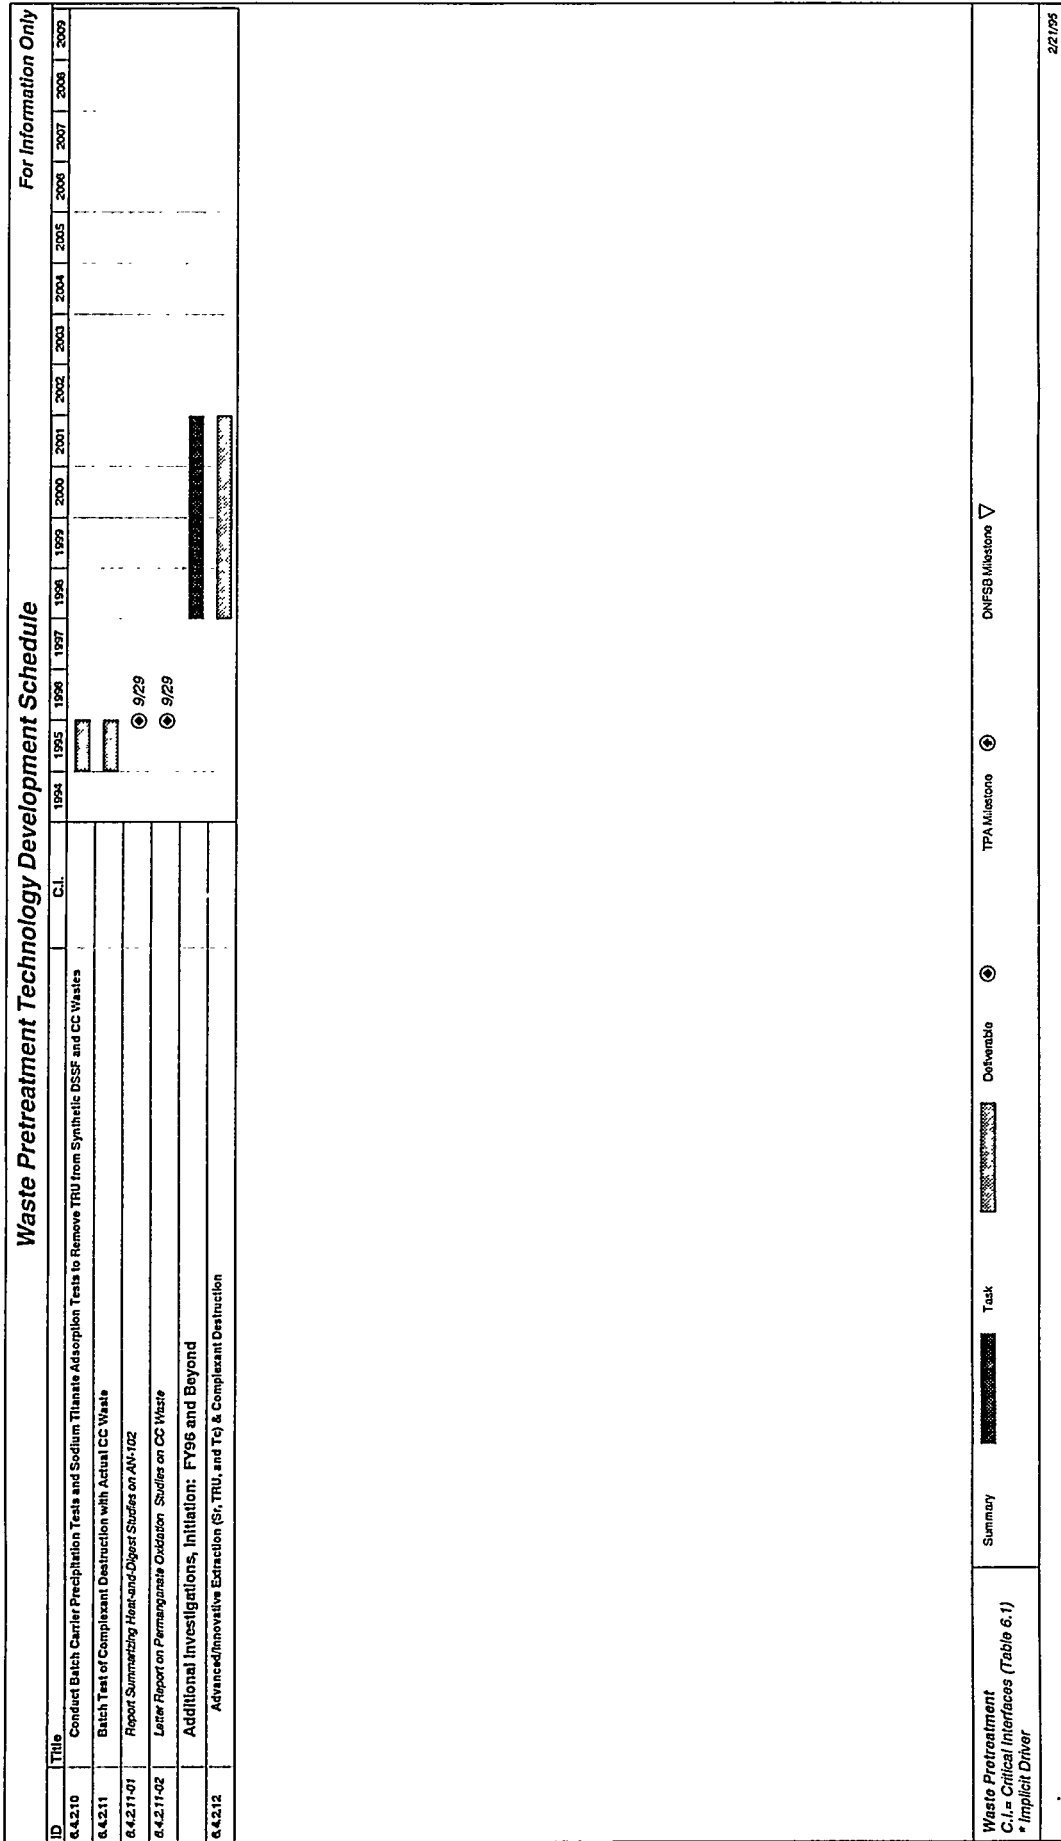 Waste Pretreatment Technology Development Schedule
For Information Only
ID Title C.I. 1994 1995 1996 1997 1998 1999 2000 2001 2002 2003 2004 2005 2006 2007 2008 2009
6.4.2.10 Conduct Batch Carrier Precipitation Tests and Sodium Titanate Adsorption Tests to Remove TRU from Synthetic DSSF and CC Wastes
6.4.2.11 Batch Test of Complexant Destruction with Actual CC Waste
6.4.2.11-01 Report Summarizing Heat-and-Digest Studies on AN-102 9/29
6.4.2.11-02 Letter Report on Permanganate Oxidation Studies on CC Waste 9/29
Additional Investigations, Initiation: FY96 and Beyond
6.4.2.12 Advanced/Innovative Extraction (Sr, TRU, and Tc) & Complexant Destruction
Waste Pretreatment
C.I.= Critical Interfaces (Table 6.1)
* Implicit Driver
Summary Task Deliverable TPA Milestone DNFSB Milestone
2/21/95